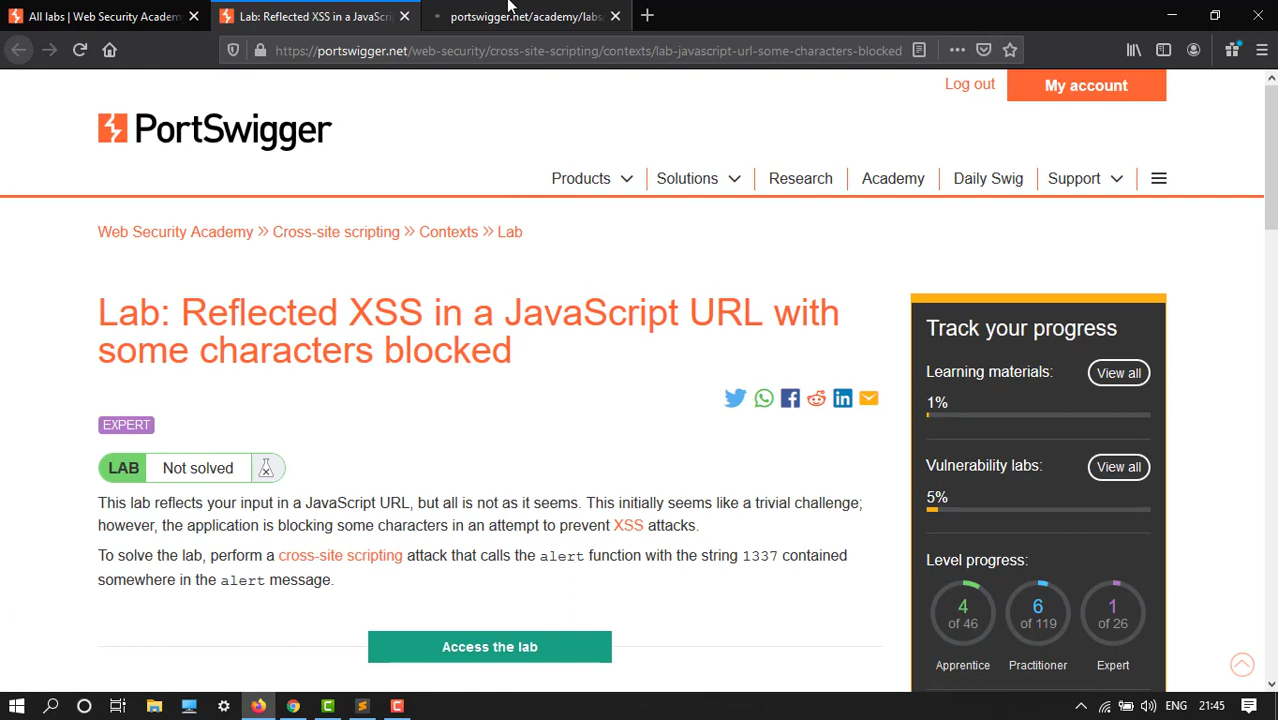 All labs | Web Security Academ
Lab: Reflected XSS in a JavaScri
portswigger.net/academy/labs
https://portswigger.net/web-security/cross-site-scripting/contexts/lab-javascript-url-some-characters-blocked
Log out
My account
PortSwigger
Products
Solutions
Research
Academy
Daily Swig
Support
Web Security Academy >> Cross-site scripting >> Contexts >> Lab
Lab: Reflected XSS in a JavaScript URL with
some characters blocked
EXPERT
LAB Not solved
This lab reflects your input in a JavaScript URL, but all is not as it seems. This initially seems like a trivial challenge;
however, the application is blocking some characters in an attempt to prevent XSS attacks.
To solve the lab, perform a cross-site scripting attack that calls the alert function with the string 1337 contained
somewhere in the alert message.
Access the lab
Track your progress
Learning materials:
View all
1%
Vulnerability labs:
View all
5%
Level progress:
4
of 46
6
of 119
1
of 26
Apprentice
Practitioner
Expert
ENG
21:45